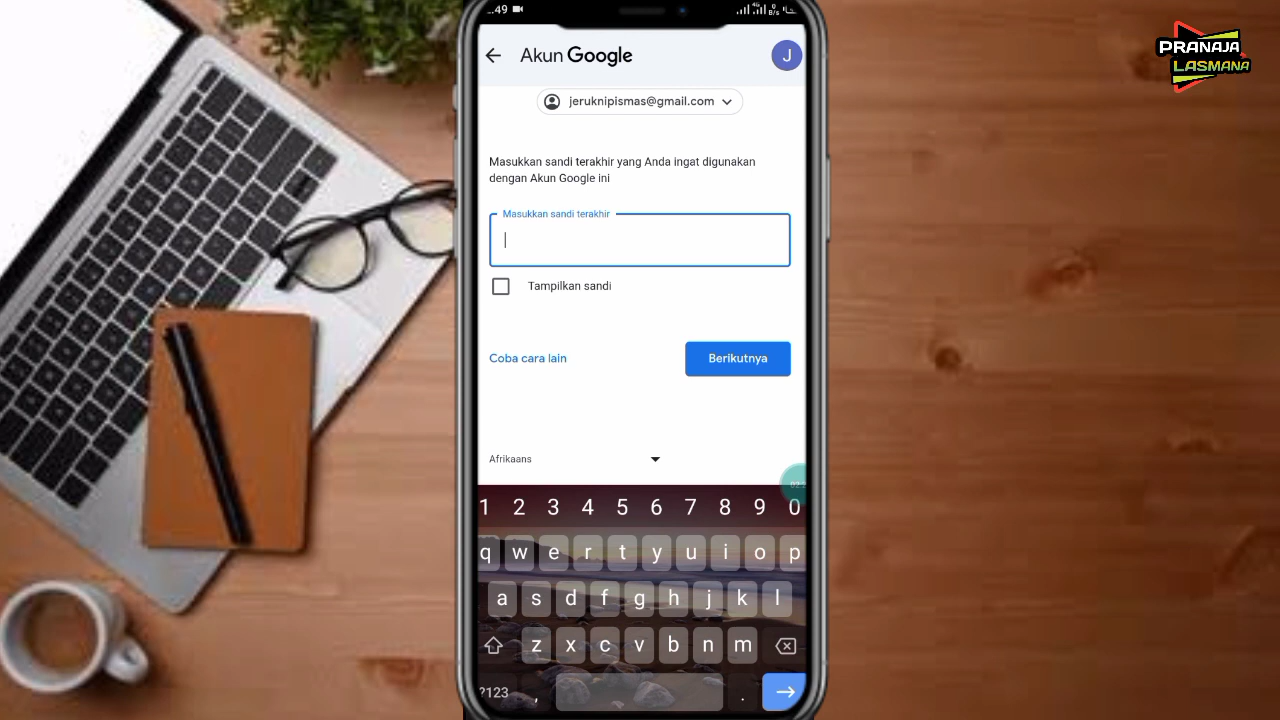 .49
4G
B/s
PRANAJA
LASMANA
Akun Google
J
jeruknipismas@gmail.com
Masukkan sandi terakhir yang Anda ingat digunakan
dengan Akun Google ini
Masukkan sandi terakhir
Tampilkan sandi
Coba cara lain
Berikutnya
Afrikaans
1 2 3 4 5 6 7 8 9 0
q w e r t y u i o p
a s d f g h j k l
z x c v b n m
?123 , .